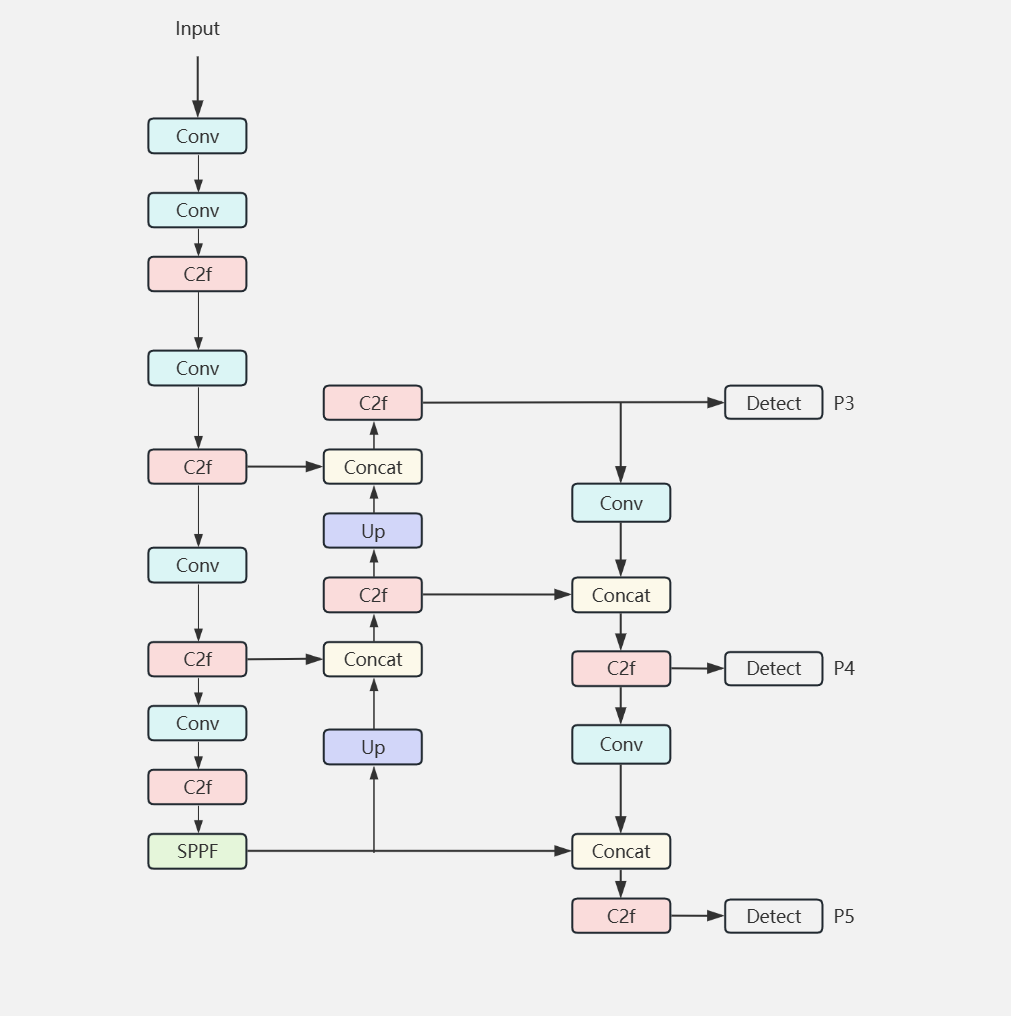 Input
Conv
Conv
C2f
Conv
C2f
Conv
C2f
Conv
C2f
SPPF
C2f
Concat
Up
C2f
Concat
Up
Conv
Concat
C2f
Conv
Concat
C2f
Detect P3
Detect P4
Detect P5